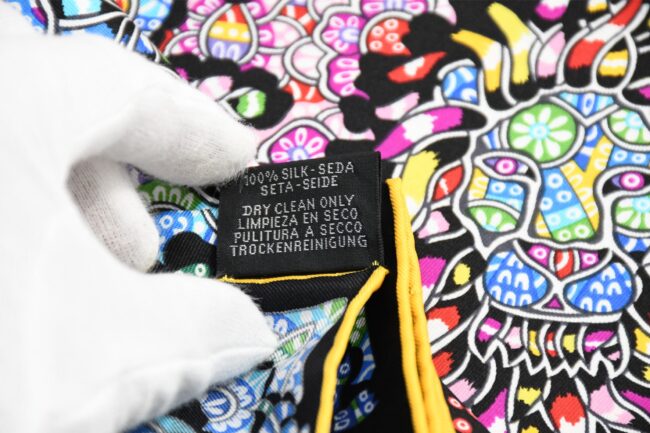 100% SILK-SEDA
SETA-SEIDE
DRY CLEAN ONLY
LIMPIEZA EN SECO
PULITURA A SECCO
TROCKENREINIGUNG